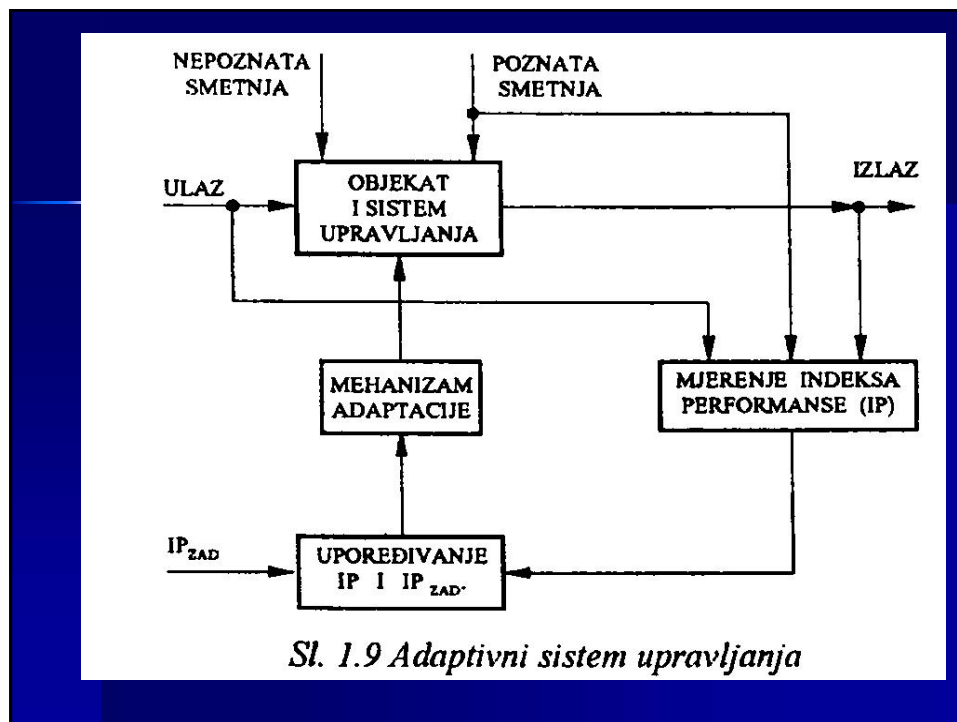 NEPOZNATA
SMETNJA
POZNATA
SMETNJA
ULAZ
OBJEKAT
I SISTEM
UPRAVLJANJA
IZLAZ
MEHANIZAM
ADAPTACIJE
MJERENJE INDEKSA
PERFORMANSE (IP)
IP ZAD
UPOREĐIVANJE
IP I IP ZAD.
Sl. 1.9 Adaptivni sistem upravljanja